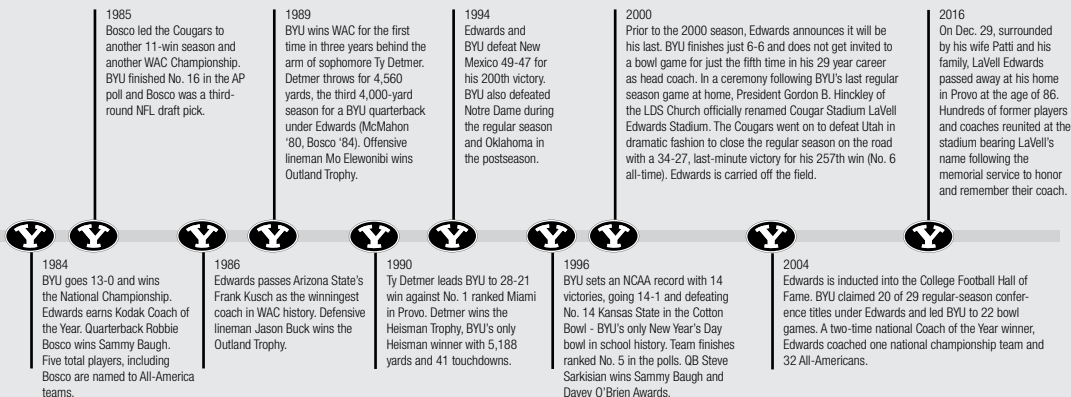 1985
Bosco led the Cougars to
another 11-win season and
another WAC Championship.
BYU finished No. 16 in the AP
poll and Bosco was a third-
round NFL draft pick.
1989
BYU wins WAC for the first
time in three years behind the
arm of sophomore Ty Detmer.
Detmer throws for 4,560
yards, the third 4,000-yard
season for a BYU quarterback
under Edwards (McMahon
‘80, Bosco ‘84). Offensive
lineman Mo Elewonibi wins
Outland Trophy.
1994
Edwards and
BYU defeat New
Mexico 49-47 for
his 200th victory.
BYU also defeated
Notre Dame during
the regular season
and Oklahoma in
the postseason.
2000
Prior to the 2000 season, Edwards announces it will be
his last. BYU finishes just 6-6 and does not get invited to
a bowl game for just the fifth time in his 29 year career
as head coach. In a ceremony following BYU’s last regular
season game at home, President Gordon B. Hinckley of
the LDS Church officially renamed Cougar Stadium LaVell
Edwards Stadium. The Cougars went on to defeat Utah in
dramatic fashion to close the regular season on the road
with a 34-27, last-minute victory for his 257th win (No. 6
all-time). Edwards is carried off the field.
2016
On Dec. 29, surrounded
by his wife Patti and his
family, LaVell Edwards
passed away at his home
in Provo at the age of 86.
Hundreds of former players
and coaches reunited at the
stadium bearing LaVell’s
name following the
memorial service to honor
and remember their coach.
Y Y Y Y Y Y Y Y Y Y
1984
BYU goes 13-0 and wins
the National Championship.
Edwards earns Kodak Coach of
the Year. Quarterback Robbie
Bosco wins Sammy Baugh.
Five total players, including
Bosco are named to All-America
teams.
1986
Edwards passes Arizona State’s
Frank Kusch as the winningest
coach in WAC history. Defensive
lineman Jason Buck wins the
Outland Trophy.
1990
Ty Detmer leads BYU to 28-21
win against No. 1 ranked Miami
in Provo. Detmer wins the
Heisman Trophy, BYU’s only
Heisman winner with 5,188
yards and 41 touchdowns.
1996
BYU sets an NCAA record with 14
victories, going 14-1 and defeating
No. 14 Kansas State in the Cotton
Bowl - BYU’s only New Year’s Day
bowl in school history. Team finishes
ranked No. 5 in the polls. QB Steve
Sarkisian wins Sammy Baugh and
Davey O’Brien Awards.
2004
Edwards is inducted into the College Football Hall of
Fame. BYU claimed 20 of 29 regular-season confer-
ence titles under Edwards and led BYU to 22 bowl
games. A two-time national Coach of the Year winner,
Edwards coached one national championship team and
32 All-Americans.